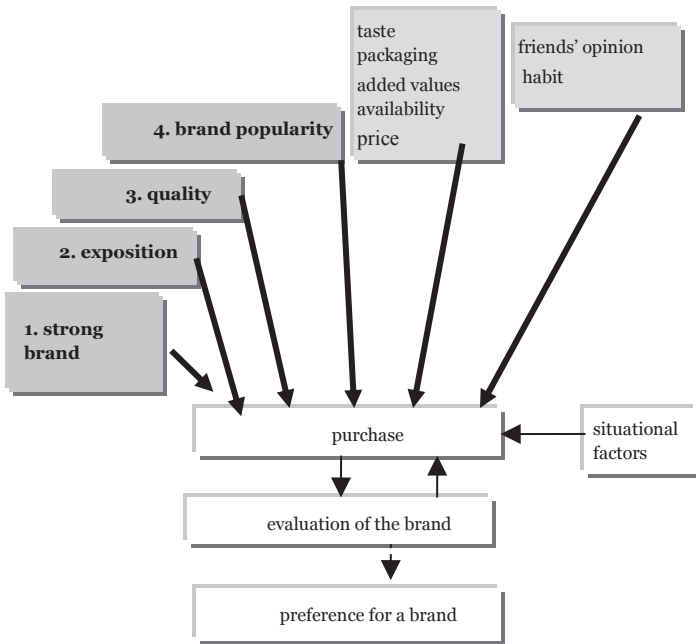 taste
packaging
added values
availability
price
friends’ opinion
habit
4. brand popularity
3. quality
2. exposition
1. strong
brand
purchase
situational
factors
evaluation of the brand
preference for a brand